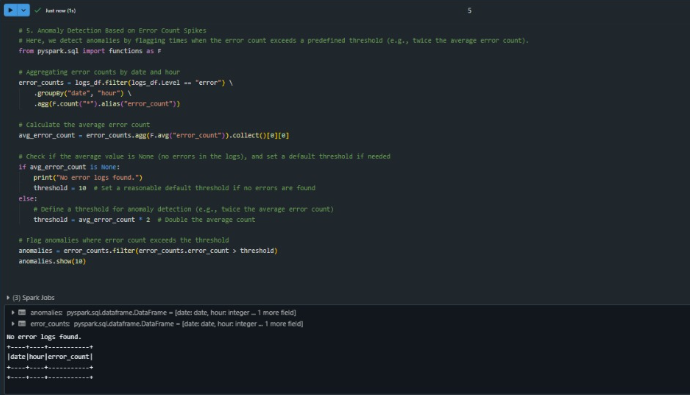 Just now (1s)
5
# 5. Anomaly Detection Based on Error Count Spikes
# Here, we detect anomalies by flagging times when the error count exceeds a predefined threshold (e.g., twice the average error count).
from pyspark.sql import functions as F
# Aggregating error counts by date and hour
error_counts = logs_df.filter(logs_df.Level == "error") \
.groupBy("date", "hour") \
.agg(F.count("*").alias("error_count"))
# Calculate the average error count
avg_error_count = error_counts.agg(F.avg("error_count")).collect()[0][0]
# Check if the average value is None (no errors in the logs), and set a default threshold if needed
if avg_error_count is None:
print("No error logs found.")
threshold = 10  # Set a reasonable default threshold if no errors are found
else:
# Define a threshold for anomaly detection (e.g., twice the average error count)
threshold = avg_error_count * 2  # Double the average count
# Flag anomalies where error count exceeds the threshold
anomalies = error_counts.filter(error_counts.error_count > threshold)
anomalies.show(10)
(3) Spark Jobs
anomalies: pyspark.sql.dataframe.DataFrame = [date: date, hour: integer ... 1 more field]
error_counts: pyspark.sql.dataframe.DataFrame = [date: date, hour: integer ... 1 more field]
No error logs found.
+----+----+-----------+
|date|hour|error_count|
+----+----+-----------+
+----+----+-----------+